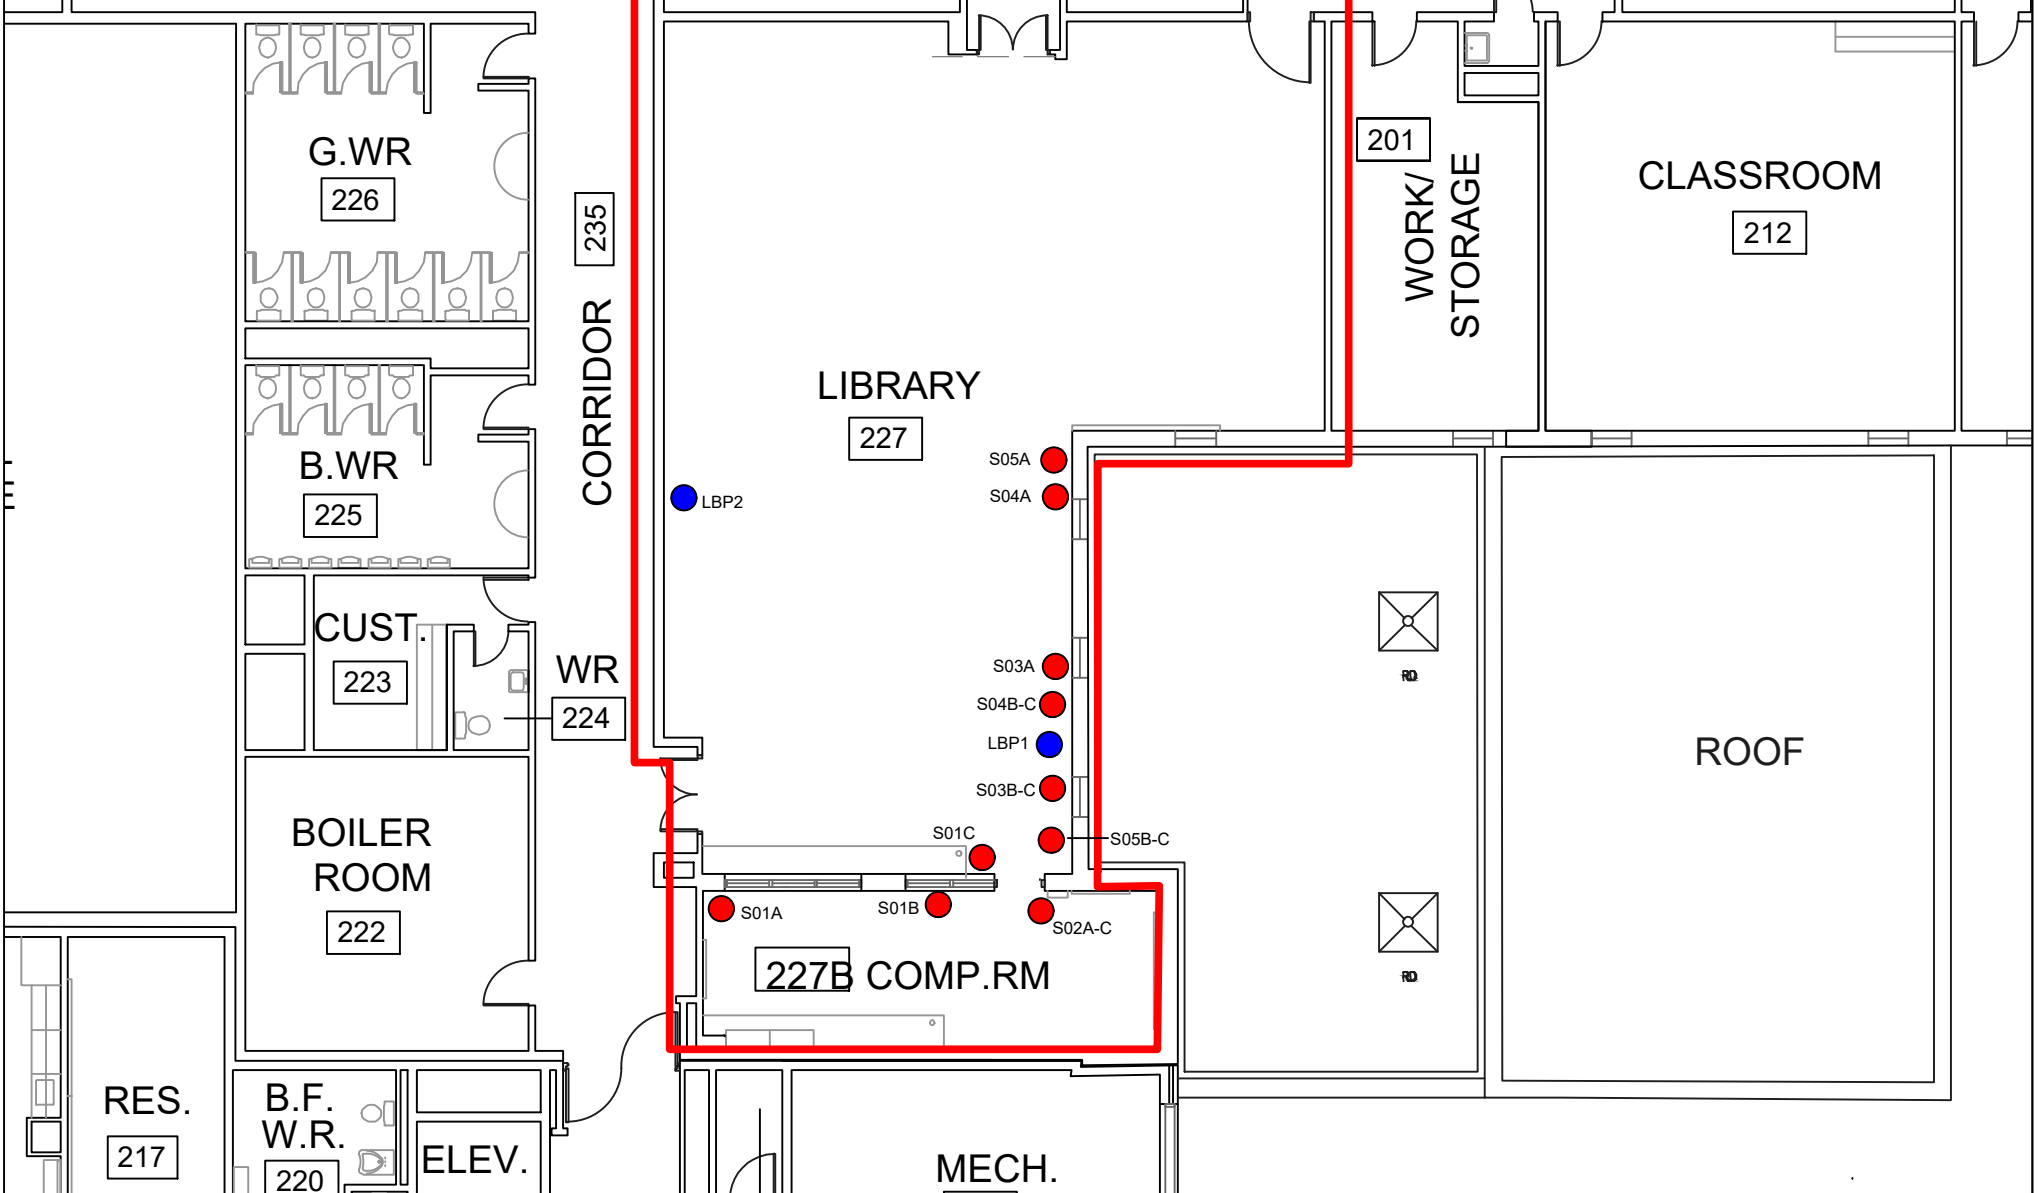 G.WR
226
235
CORRIDOR
B.WR
225
CUST.
223
WR
224
BOILER
ROOM
222
RES.
217
B.F.
W.R.
220
ELEV.
LIBRARY
227
LBP2
S05A
S04A
S03A
S04B-C
LBP1
S03B-C
S05B-C
S01C
S01A
S01B
S02A-C
227B COMP.RM
MECH.
201
WORK/
STORAGE
CLASSROOM
212
RD
RD
ROOF